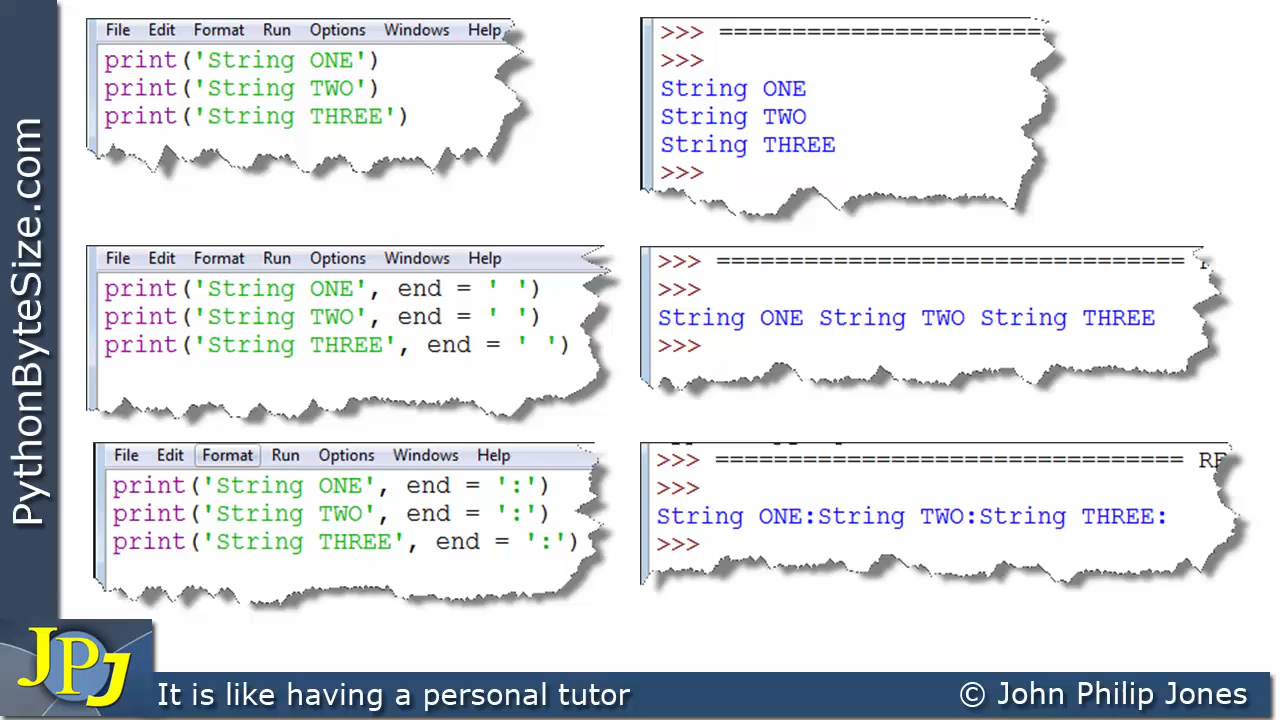 PythonByteSize.com
File Edit Format Run Options Windows Help
print('String ONE')
print('String TWO')
print('String THREE')
>>> ======================
>>>
String ONE
String TWO
String THREE
>>>
File Edit Format Run Options Windows Help
print('String ONE', end = ' ')
print('String TWO', end = ' ')
print('String THREE', end = ' ')
>>> ================================
>>>
String ONE String TWO String THREE
>>>
File Edit Format Run Options Windows Help
print('String ONE', end = ':')
print('String TWO', end = ':')
print('String THREE', end = ':')
>>> ================================ RE
>>>
String ONE:String TWO:String THREE:
>>>
JPJ
It is like having a personal tutor
© John Philip Jones